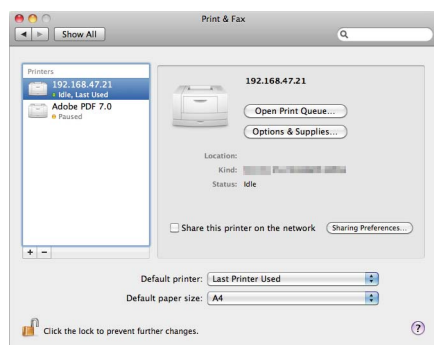 Print & Fax
Show All
Printers
192.168.47.21
Idle, Last Used
Adobe PDF 7.0
Paused
192.168.47.21
Open Print Queue...
Options & Supplies...
Location:
Kind:
Status: Idle
Share this printer on the network
Sharing Preferences...
+ −
Default printer: Last Printer Used
Default paper size: A4
Click the lock to prevent further changes.
?